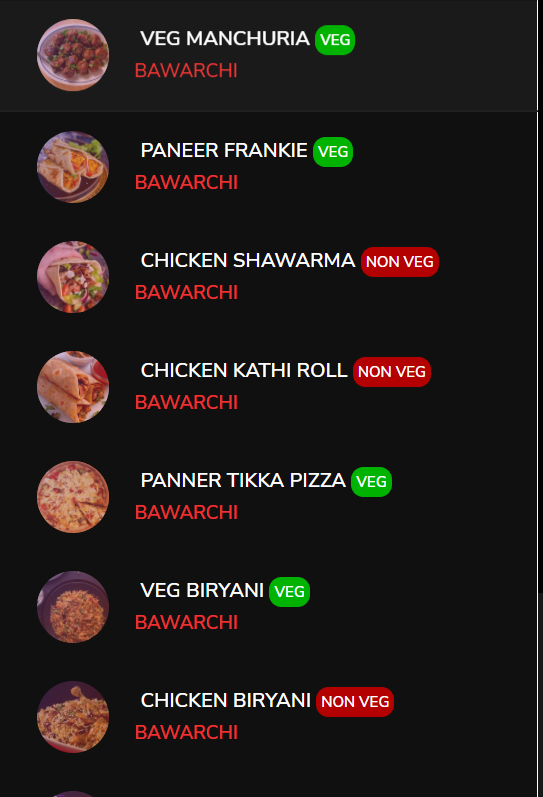 VEG MANCHURIA VEG
BAWARCHI
PANEER FRANKIE VEG
BAWARCHI
CHICKEN SHAWARMA NON VEG
BAWARCHI
CHICKEN KATHI ROLL NON VEG
BAWARCHI
PANNER TIKKA PIZZA VEG
BAWARCHI
VEG BIRYANI VEG
BAWARCHI
CHICKEN BIRYANI NON VEG
BAWARCHI